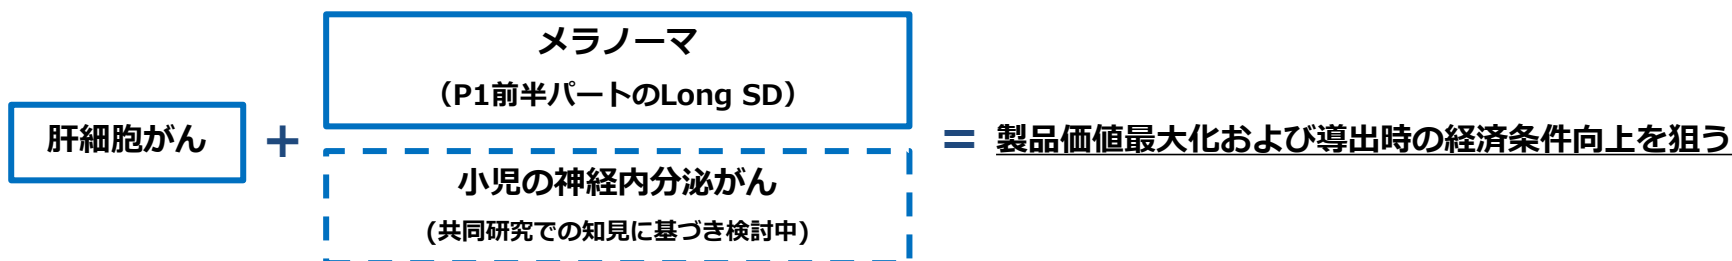 メラノーマ
（P1前半パートのLong SD）
肝細胞がん
+
= 製品価値最大化および導出時の経済条件向上を狙う
小児の神経内分泌がん
(共同研究での知見に基づき検討中)